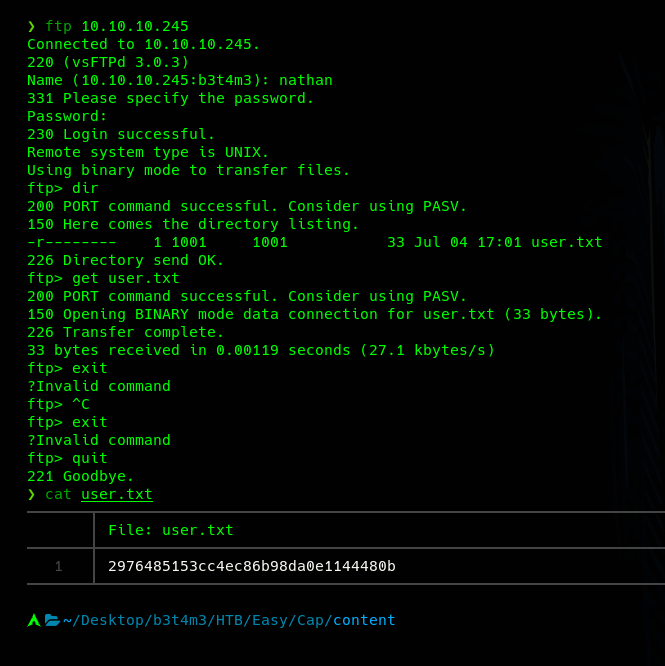 ❯ ftp 10.10.10.245
Connected to 10.10.10.245.
220 (vsFTPd 3.0.3)
Name (10.10.10.245:b3t4m3): nathan
331 Please specify the password.
Password:
230 Login successful.
Remote system type is UNIX.
Using binary mode to transfer files.
ftp> dir
200 PORT command successful. Consider using PASV.
150 Here comes the directory listing.
-r--------    1 1001     1001           33 Jul 04 17:01 user.txt
226 Directory send OK.
ftp> get user.txt
200 PORT command successful. Consider using PASV.
150 Opening BINARY mode data connection for user.txt (33 bytes).
226 Transfer complete.
33 bytes received in 0.00119 seconds (27.1 kbytes/s)
ftp> exit
?Invalid command
ftp> ^C
ftp> exit
?Invalid command
ftp> quit
221 Goodbye.
❯ cat user.txt
File: user.txt
1 2976485153cc4ec86b98da0e1144480b
~/Desktop/b3t4m3/HTB/Easy/Cap/content